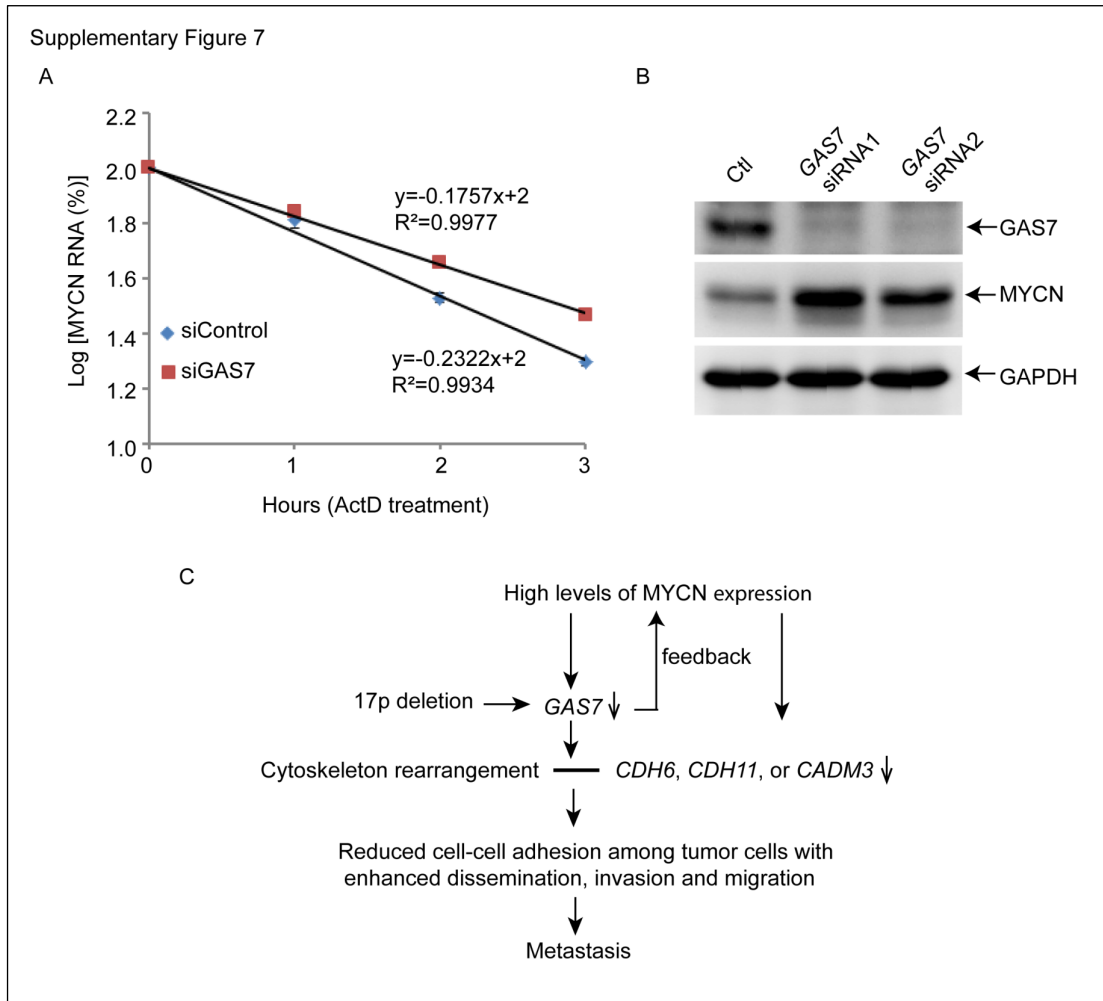 Supplementary Figure 7
A
2.2
2.0
1.8
1.6
1.4
1.2
1.0
Log [MYCN RNA (%)]
y=-0.1757x+2
R²=0.9977
siControl
siGAS7
y=-0.2322x+2
R²=0.9934
0
1
2
3
Hours (ActD treatment)
B
Ctl
GAS7
siRNA1
GAS7
siRNA2
GAS7
MYCN
GAPDH
C
High levels of MYCN expression
feedback
17p deletion
GAS7
Cytoskeleton rearrangement
CDH6, CDH11, or CADM3
Reduced cell-cell adhesion among tumor cells with
enhanced dissemination, invasion and migration
Metastasis